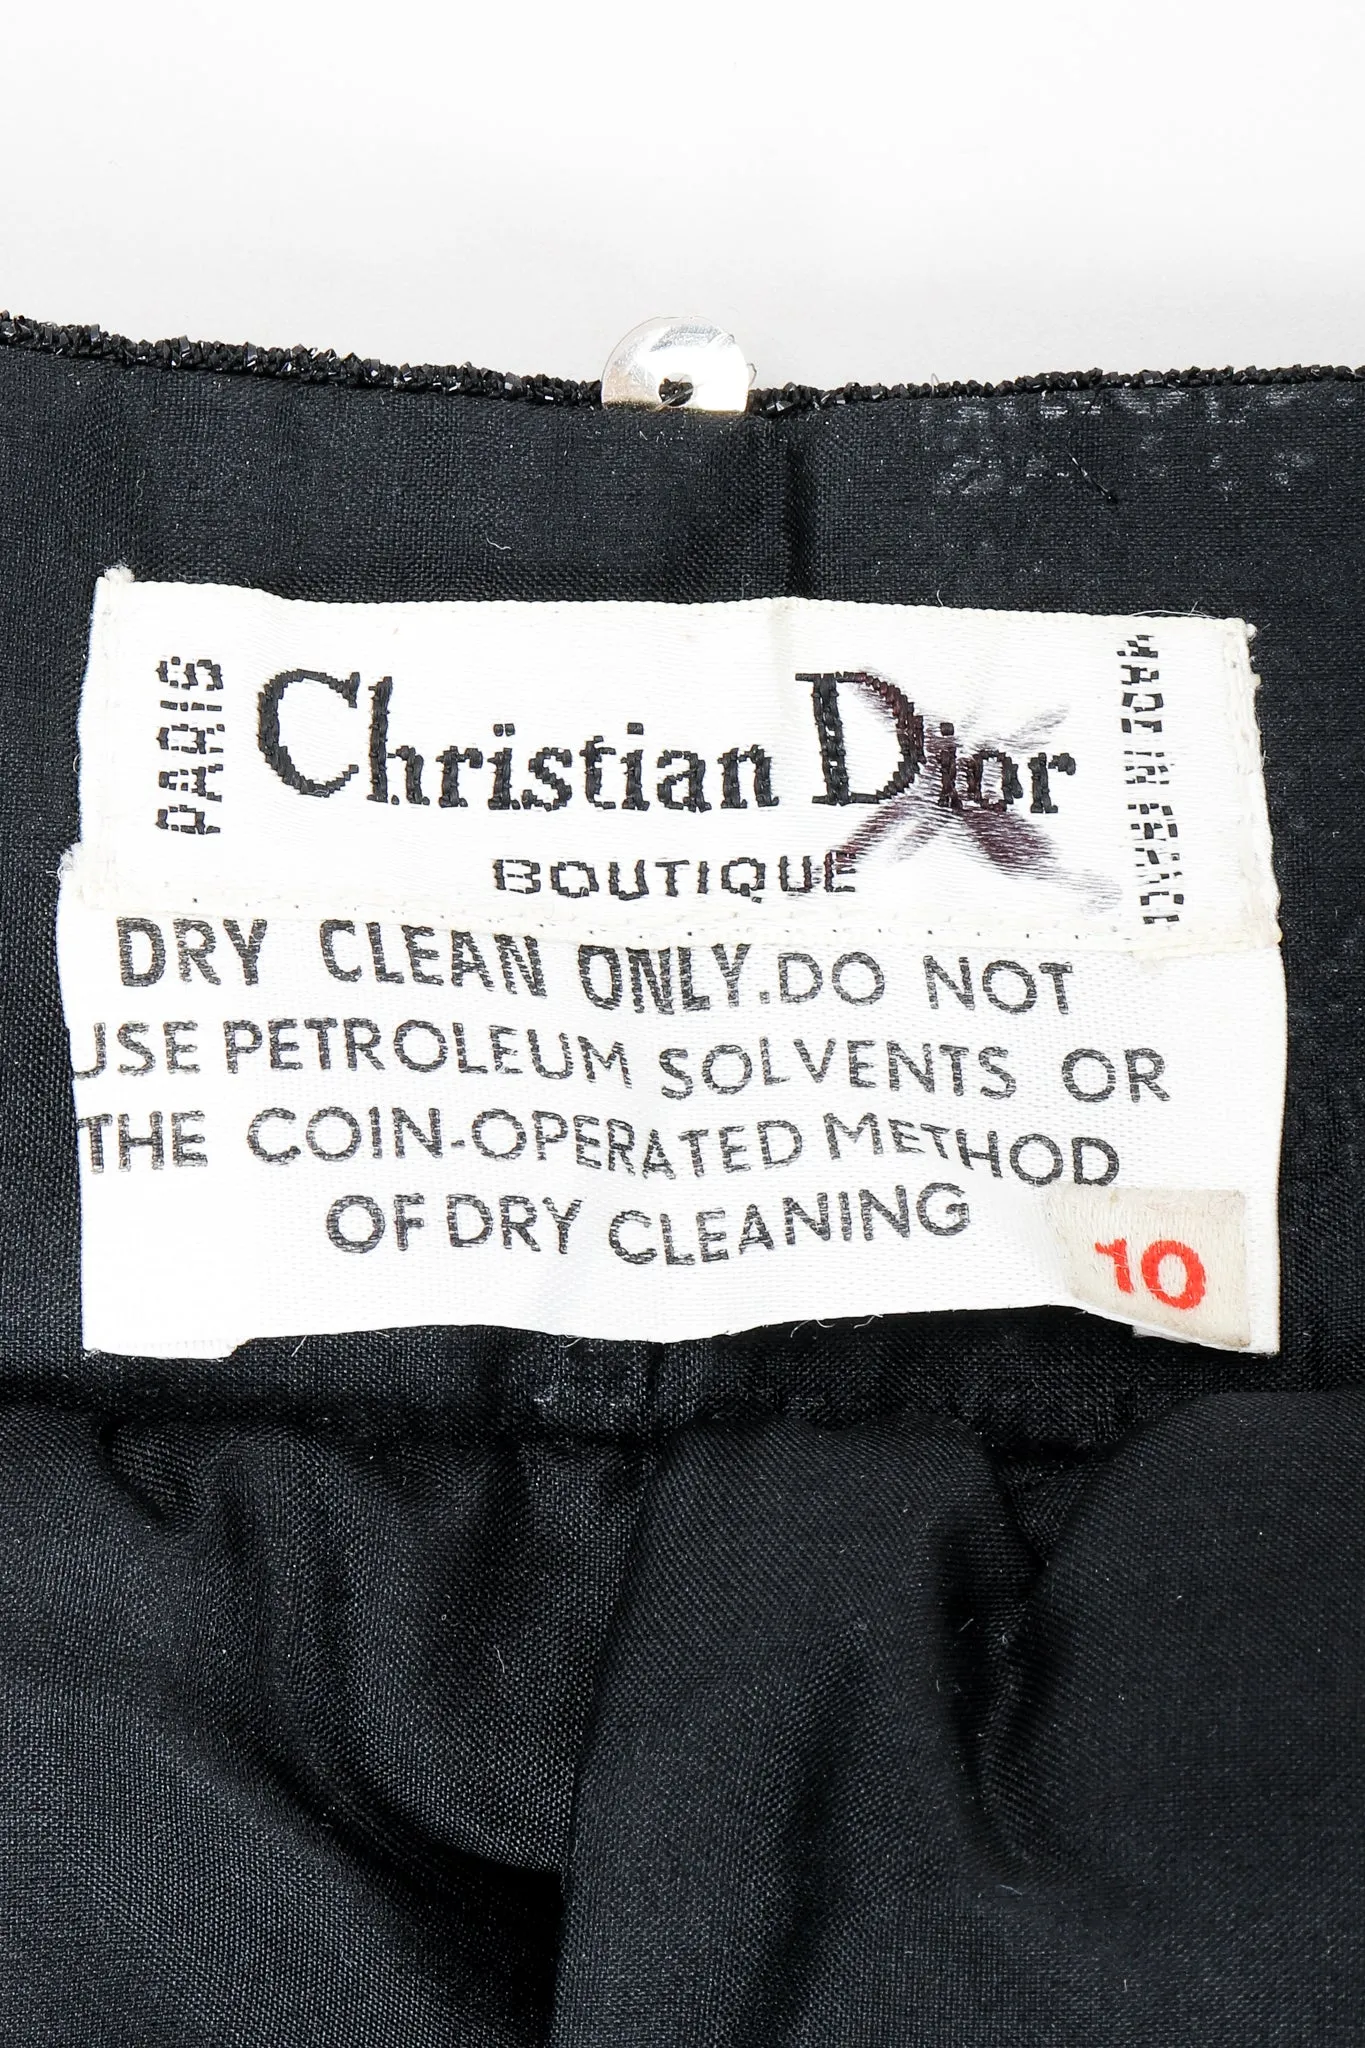 PARIS
Christian Dior
BOUTIQUE
MADE IN FRANCE
DRY CLEAN ONLY. DO NOT
USE PETROLEUM SOLVENTS OR
THE COIN-OPERATED METHOD
OF DRY CLEANING
10